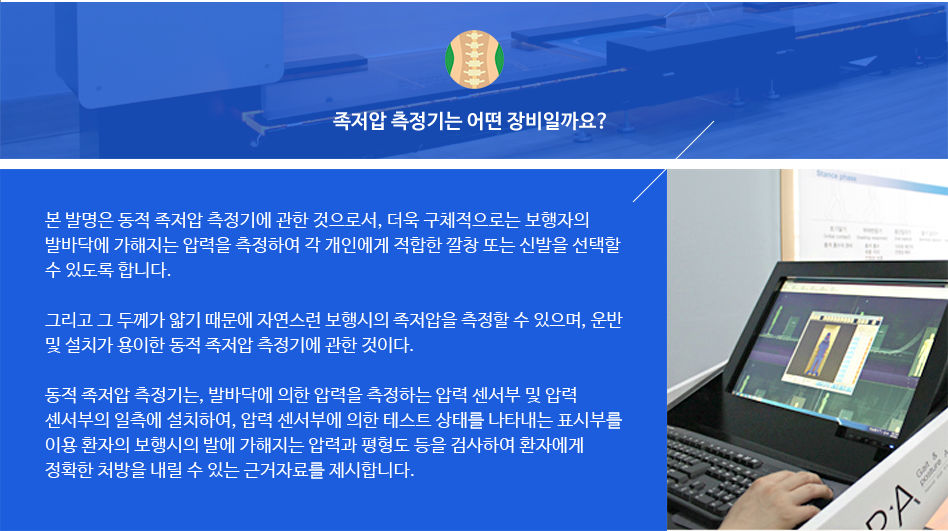 족저압 측정기는 어떤 장비일까요?
본 발명은 동적 족저압 측정기에 관한 것으로서, 더욱 구체적으로는 보행자의
발바닥에 가해지는 압력을 측정하여 각 개인에게 적합한 깔창 또는 신발을 선택할
수 있도록 합니다.
그리고 그 두께가 얇기 때문에 자연스런 보행시의 족저압을 측정할 수 있으며, 운반
및 설치가 용이한 동적 족저압 측정기에 관한 것이다.
동적 족저압 측정기는, 발바닥에 의한 압력을 측정하는 압력 센서부 및 압력
센서부의 일측에 설치하여, 압력 센서부에 의한 테스트 상태를 나타내는 표시부를
이용 환자의 보행시의 발에 가해지는 압력과 평형도 등을 검사하여 환자에게
정확한 처방을 내릴 수 있는 근거자료를 제시합니다.
Stance phase
Gait &
posture A